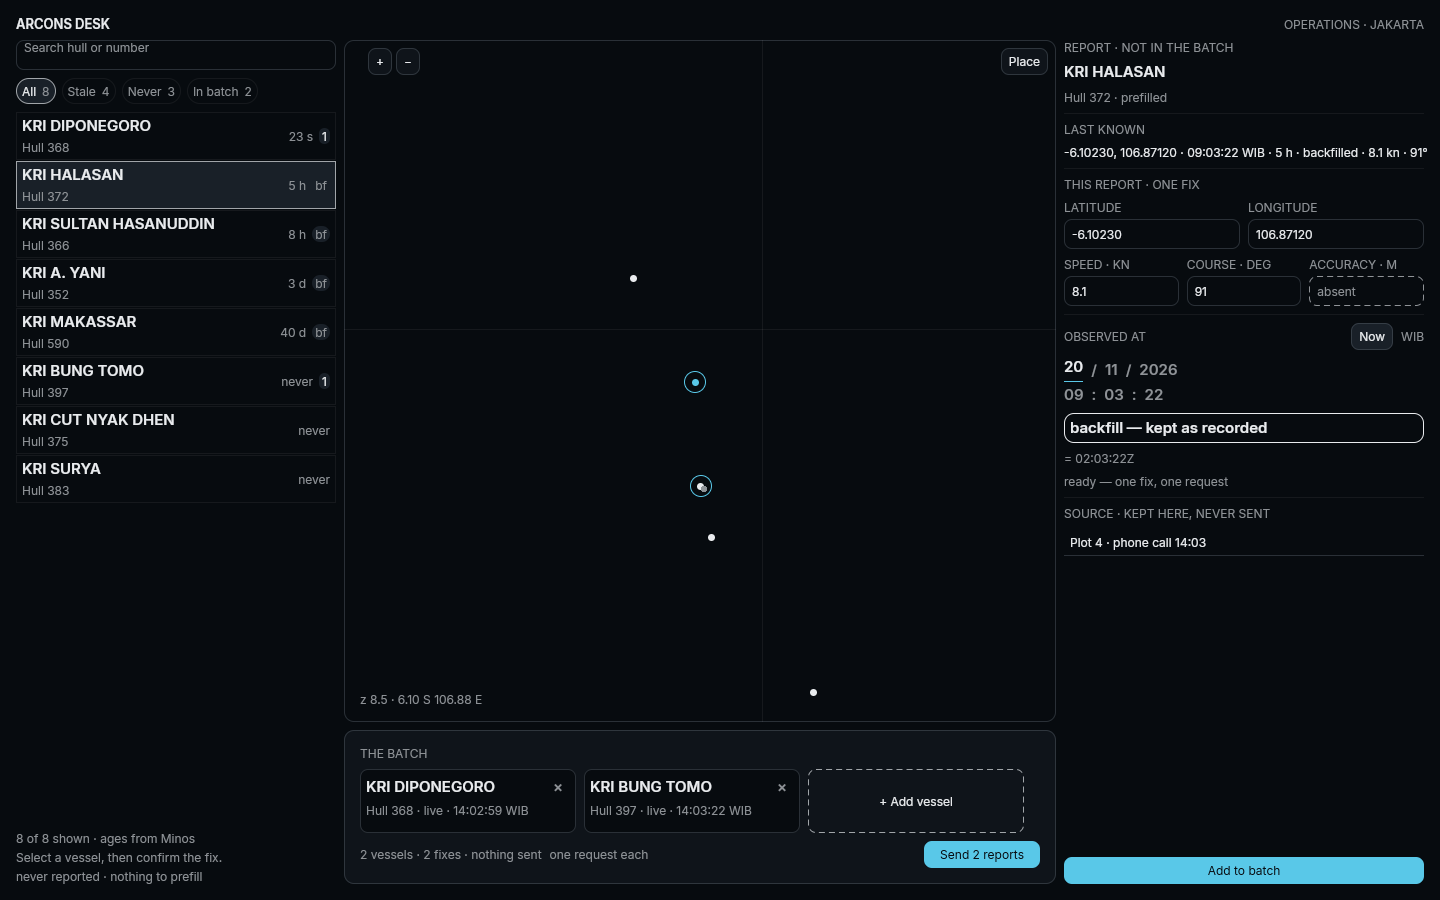 ARCONS DESK
OPERATIONS · JAKARTA
Search hull or number
All 8
Stale 4
Never 3
In batch 2
KRI DIPONEGORO
Hull 368
23 s 1
KRI HALASAN
Hull 372
5 h bf
KRI SULTAN HASANUDDIN
Hull 366
8 h bf
KRI A. YANI
Hull 352
3 d bf
KRI MAKASSAR
Hull 590
40 d bf
KRI BUNG TOMO
Hull 397
never 1
KRI CUT NYAK DHEN
Hull 375
never
KRI SURYA
Hull 383
never
8 of 8 shown · ages from Minos
Select a vessel, then confirm the fix.
never reported · nothing to prefill
+
−
Place
z 8.5 · 6.10 S 106.88 E
THE BATCH
KRI DIPONEGORO ×
Hull 368 · live · 14:02:59 WIB
KRI BUNG TOMO ×
Hull 397 · live · 14:03:22 WIB
+ Add vessel
2 vessels · 2 fixes · nothing sent one request each
Send 2 reports
REPORT · NOT IN THE BATCH
KRI HALASAN
Hull 372 · prefilled
LAST KNOWN
-6.10230, 106.87120 · 09:03:22 WIB · 5 h · backfilled · 8.1 kn · 91°
THIS REPORT · ONE FIX
LATITUDE
-6.10230
LONGITUDE
106.87120
SPEED · KN
8.1
COURSE · DEG
91
ACCURACY · M
absent
OBSERVED AT
Now
WIB
20 / 11 / 2026
09 : 03 : 22
backfill — kept as recorded
= 02:03:22Z
ready — one fix, one request
SOURCE · KEPT HERE, NEVER SENT
Plot 4 · phone call 14:03
Add to batch